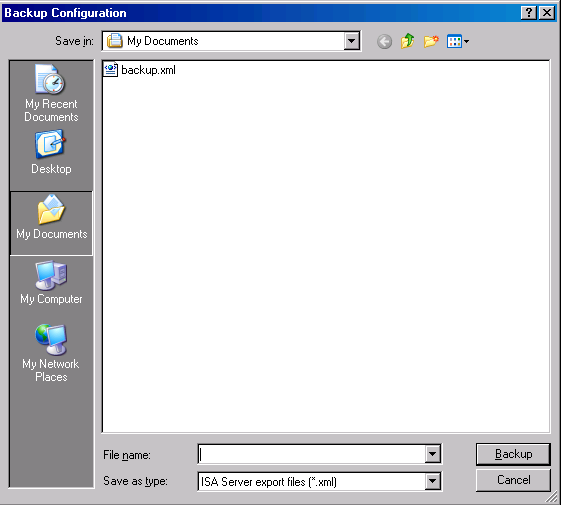 Backup Configuration
Save in:
My Documents
backup.xml
My Recent
Documents
Desktop
My Documents
My Computer
My Network
Places
File name:
Backup
Save as type:
ISA Server export files (*.xml)
Cancel